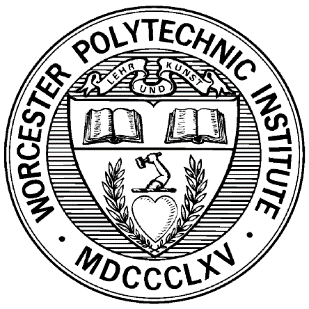 WORCESTER POLYTECHNIC INSTITUTE
LEHR UND KUNST
· MDCCCLXV ·